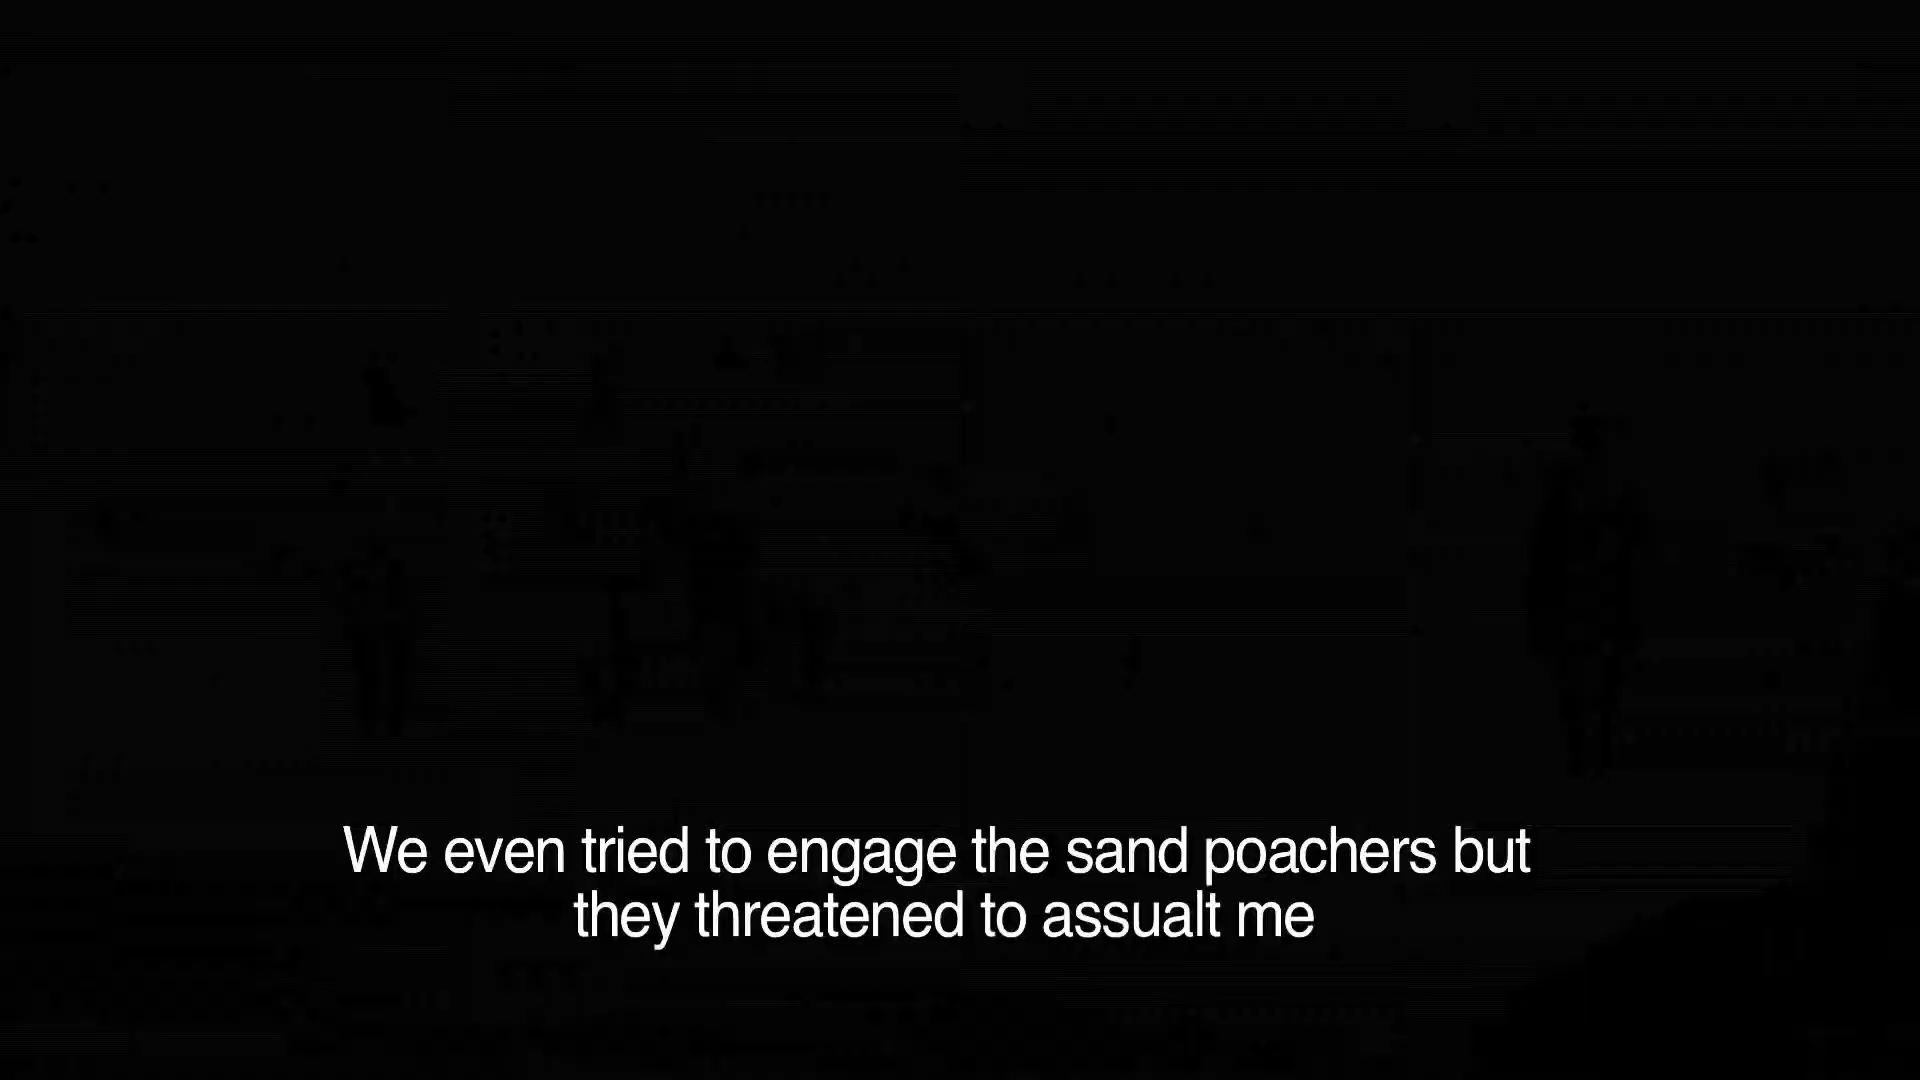 We even tried to engage the sand poachers but
they threatened to assualt me